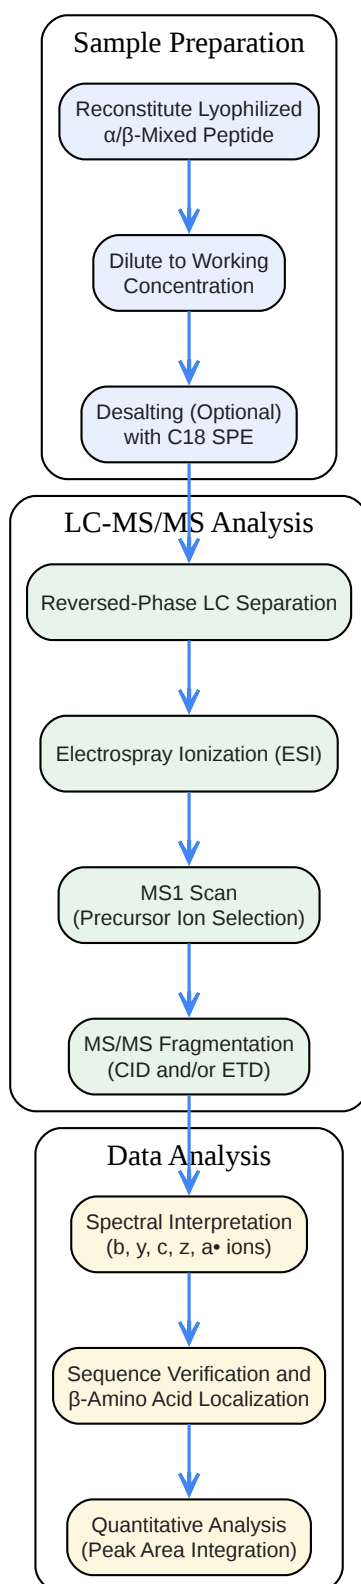 Sample Preparation
Reconstitute Lyophilized
α/β-Mixed Peptide
Dilute to Working
Concentration
Desalting (Optional)
with C18 SPE
LC-MS/MS Analysis
Reversed-Phase LC Separation
Electrospray Ionization (ESI)
MS1 Scan
(Precursor Ion Selection)
MS/MS Fragmentation
(CID and/or ETD)
Data Analysis
Spectral Interpretation
(b, y, c, z, a• ions)
Sequence Verification and
β-Amino Acid Localization
Quantitative Analysis
(Peak Area Integration)